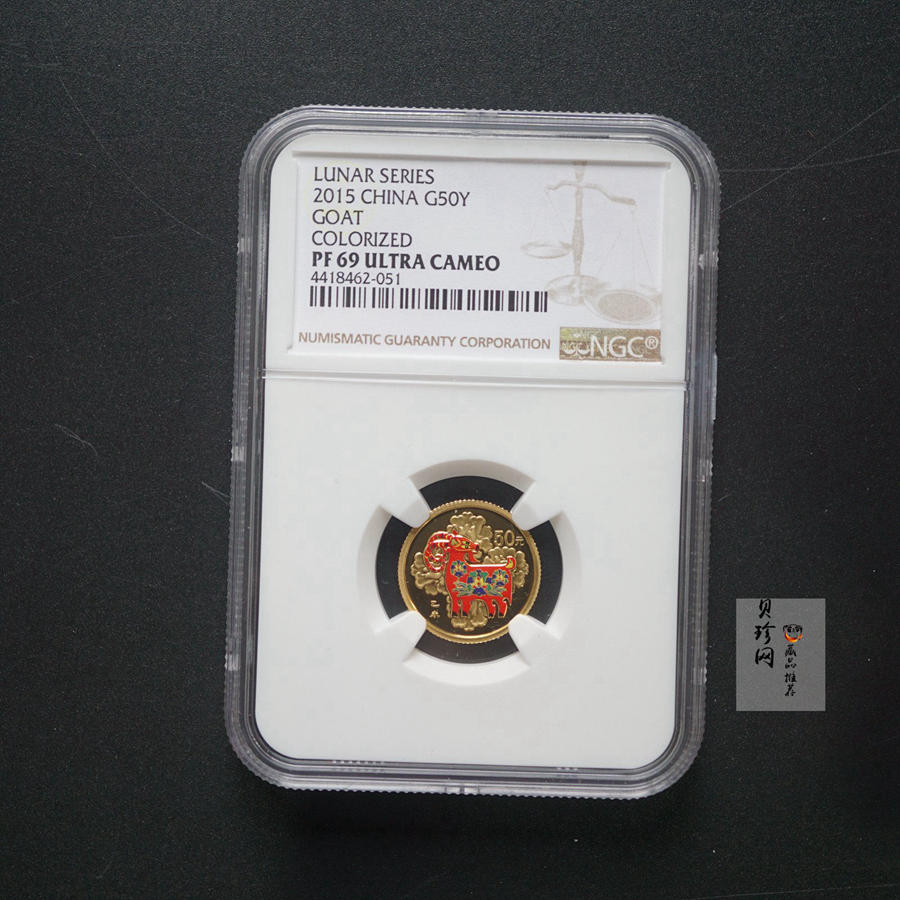 LUNAR SERIES
2015 CHINA G50Y
GOAT
COLORIZED
PF 69 ULTRA CAMEO
4418462-051
NUMISMATIC GUARANTY CORPORATION
NGC®
50元
贝珍网
藏品推荐